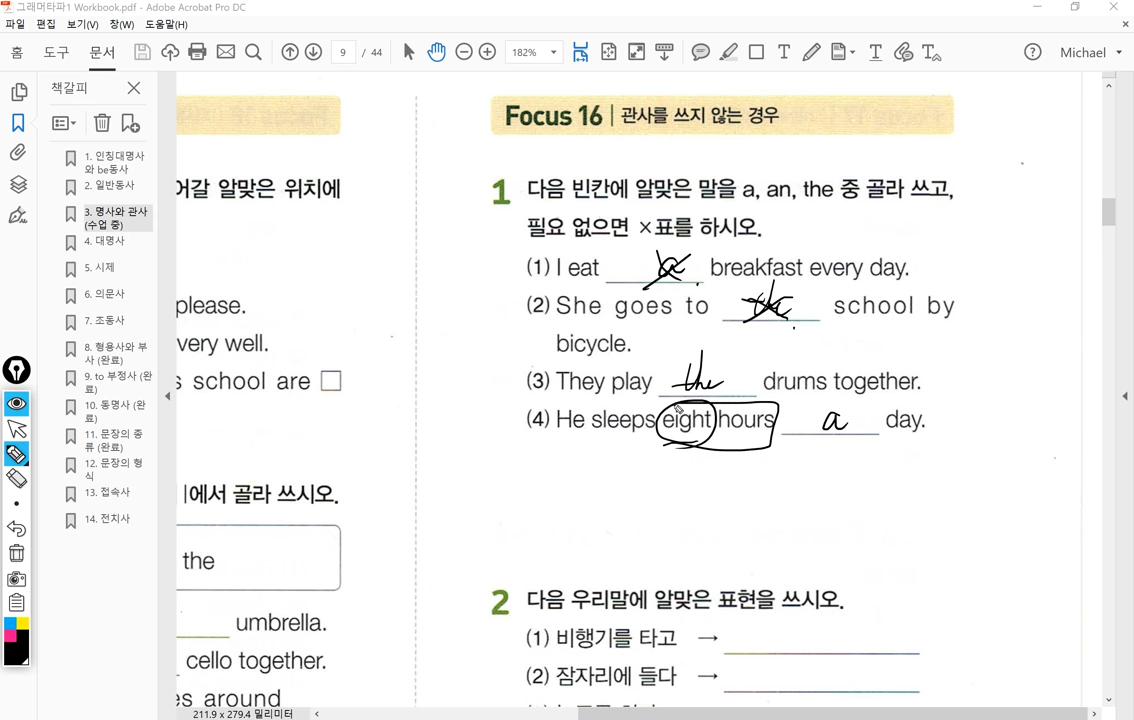 그래머타파1 Workbook.pdf - Adobe Acrobat Pro DC
파일 편집 보기(V) 창(W) 도움말(H)
홈 도구 문서 9 / 44 182% Michael
책갈피
1. 인칭대명사
와 be동사
2. 일반동사
3. 명사와 관사
(수업 중)
4. 대명사
5. 시제
6. 의문사
7. 조동사
8. 형용사와 부
사 (완료)
9. to 부정사 (완
료)
10. 동명사 (완
료)
11. 문장의 종
류 (완료)
12. 문장의 형
식
13. 접속사
14. 전치사
어갈 알맞은 위치에
please.
very well.
s school are
에서 골라 쓰시오.
the
umbrella.
cello together.
es around
Focus 16 | 관사를 쓰지 않는 경우
1 다음 빈칸에 알맞은 말을 a, an, the 중 골라 쓰고,
필요 없으면 ×표를 하시오.
(1) I eat a breakfast every day.
(2) She goes to the school by
bicycle.
(3) They play the drums together.
(4) He sleeps eight hours a day.
2 다음 우리말에 알맞은 표현을 쓰시오.
(1) 비행기를 타고 →
(2) 잠자리에 들다 →
211.9 x 279.4 밀리미터